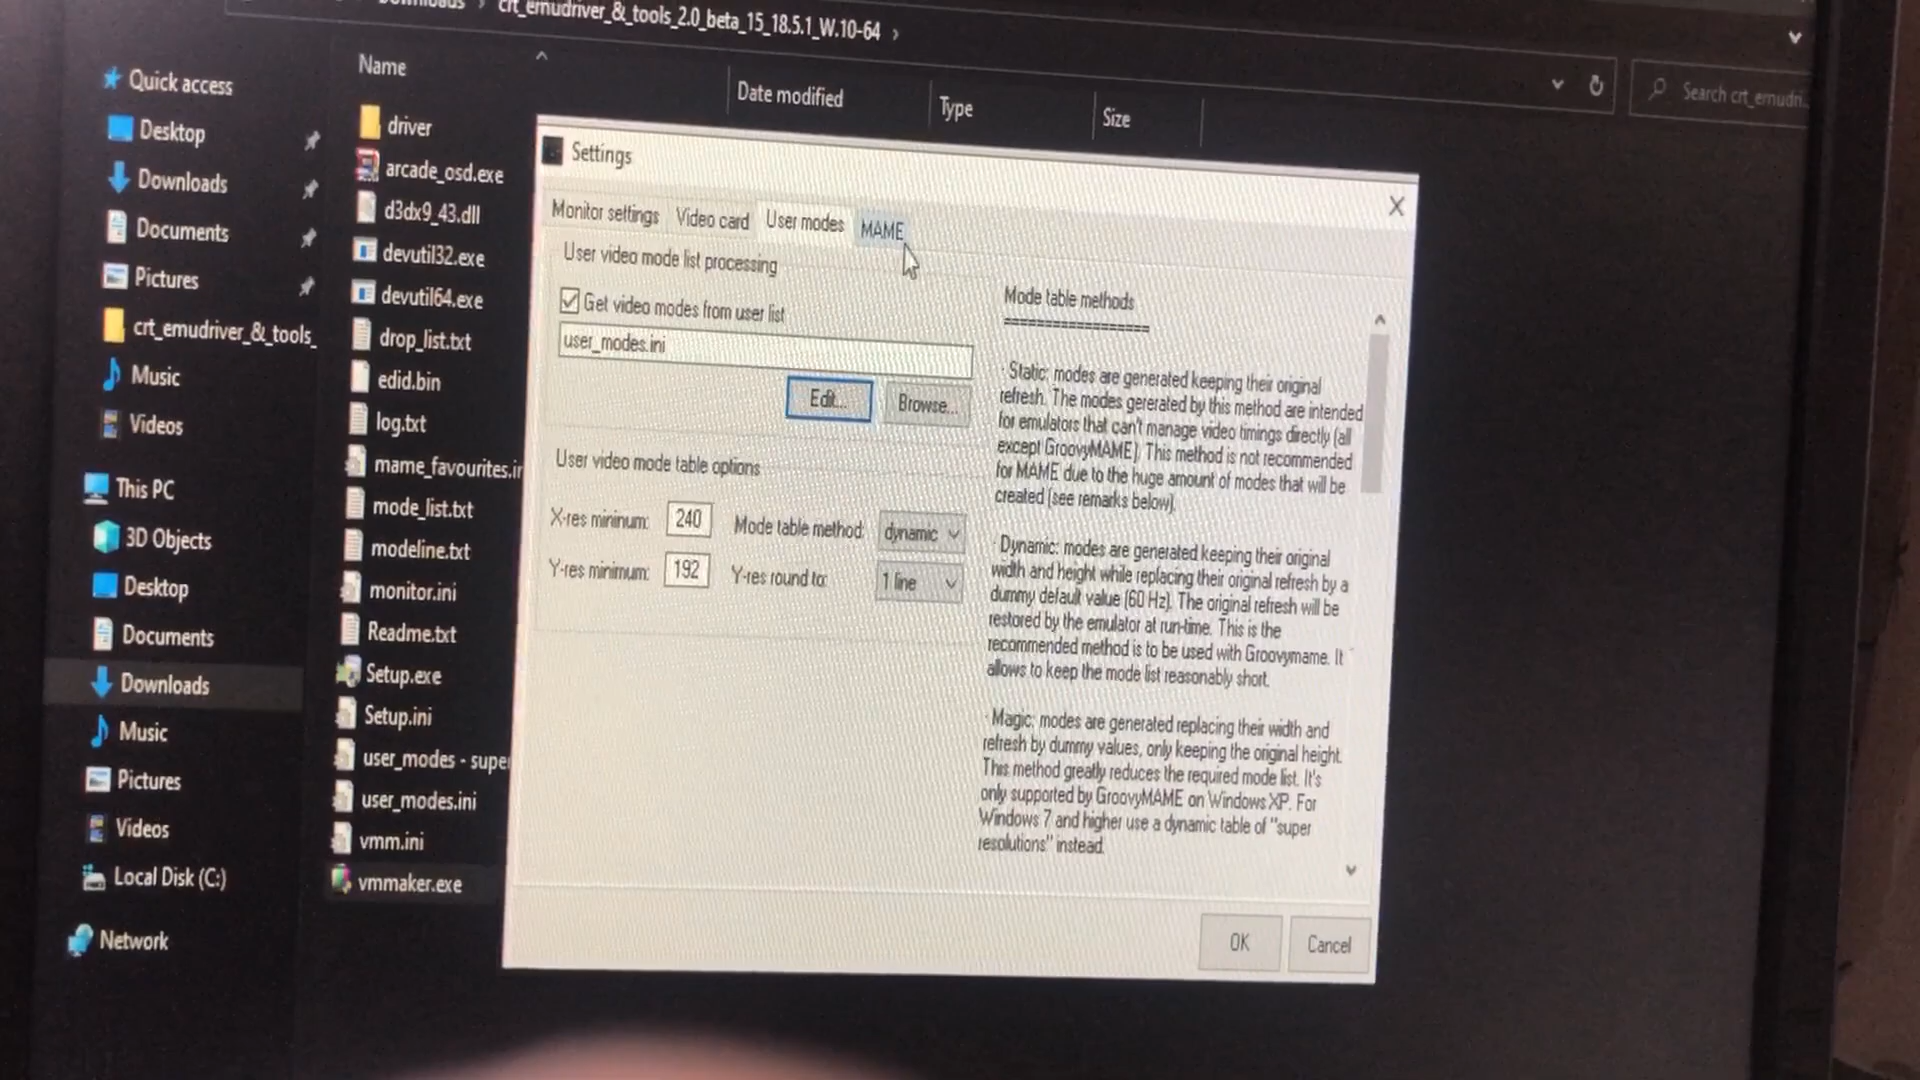 Downloads > crt_emudriver_&_tools_2.0_beta_15_18.5.1_W.10-64 >
Search crt_emudri...
Name
Date modified
Type
Size
Quick access
Desktop
Downloads
Documents
Pictures
crt_emudriver_&_tools_
Music
Videos
This PC
3D Objects
Desktop
Documents
Downloads
Music
Pictures
Videos
Local Disk (C:)
Network
driver
arcade_osd.exe
d3dx9_43.dll
devutil32.exe
devutil64.exe
drop_list.txt
edid.bin
log.txt
mame_favourites.in
mode_list.txt
modeline.txt
monitor.ini
Readme.txt
Setup.exe
Setup.ini
user_modes - super
user_modes.ini
vmm.ini
vmmaker.exe
Settings
Monitor settings
Video card
User modes
MAME
User video mode list processing
Get video modes from user list
user_modes.ini
Edit...
Browse...
User video mode table options
X-res mininum: 240
Mode table method: dynamic
Y-res minimum: 192
Y-res round to: 1 line
Mode table methods
==================
· Static: modes are generated keeping their original
refresh. The modes gererated by this method are intended
for emulators that can't manage video timings directly (all
except GroovyMAME). This method is not recommended
for MAME due to the huge amount of modes that will be
created (see remarks below).
· Dynamic: modes are generated keeping their original
width and height while replacing their original refresh by a
dummy default value (60 Hz). The original refresh will be
restored by the emulator at run-time. This is the
recommended method is to be used with Groovymame. It
allows to keep the mode list reasonably short.
· Magic: modes are generated replacing their width and
refresh by dummy values, only keeping the original height.
This method greatly reduces the required mode list. It's
only supported by GroovyMAME on Windows XP. For
Windows 7 and higher use a dynamic table of "super
resolutions" instead.
OK
Cancel